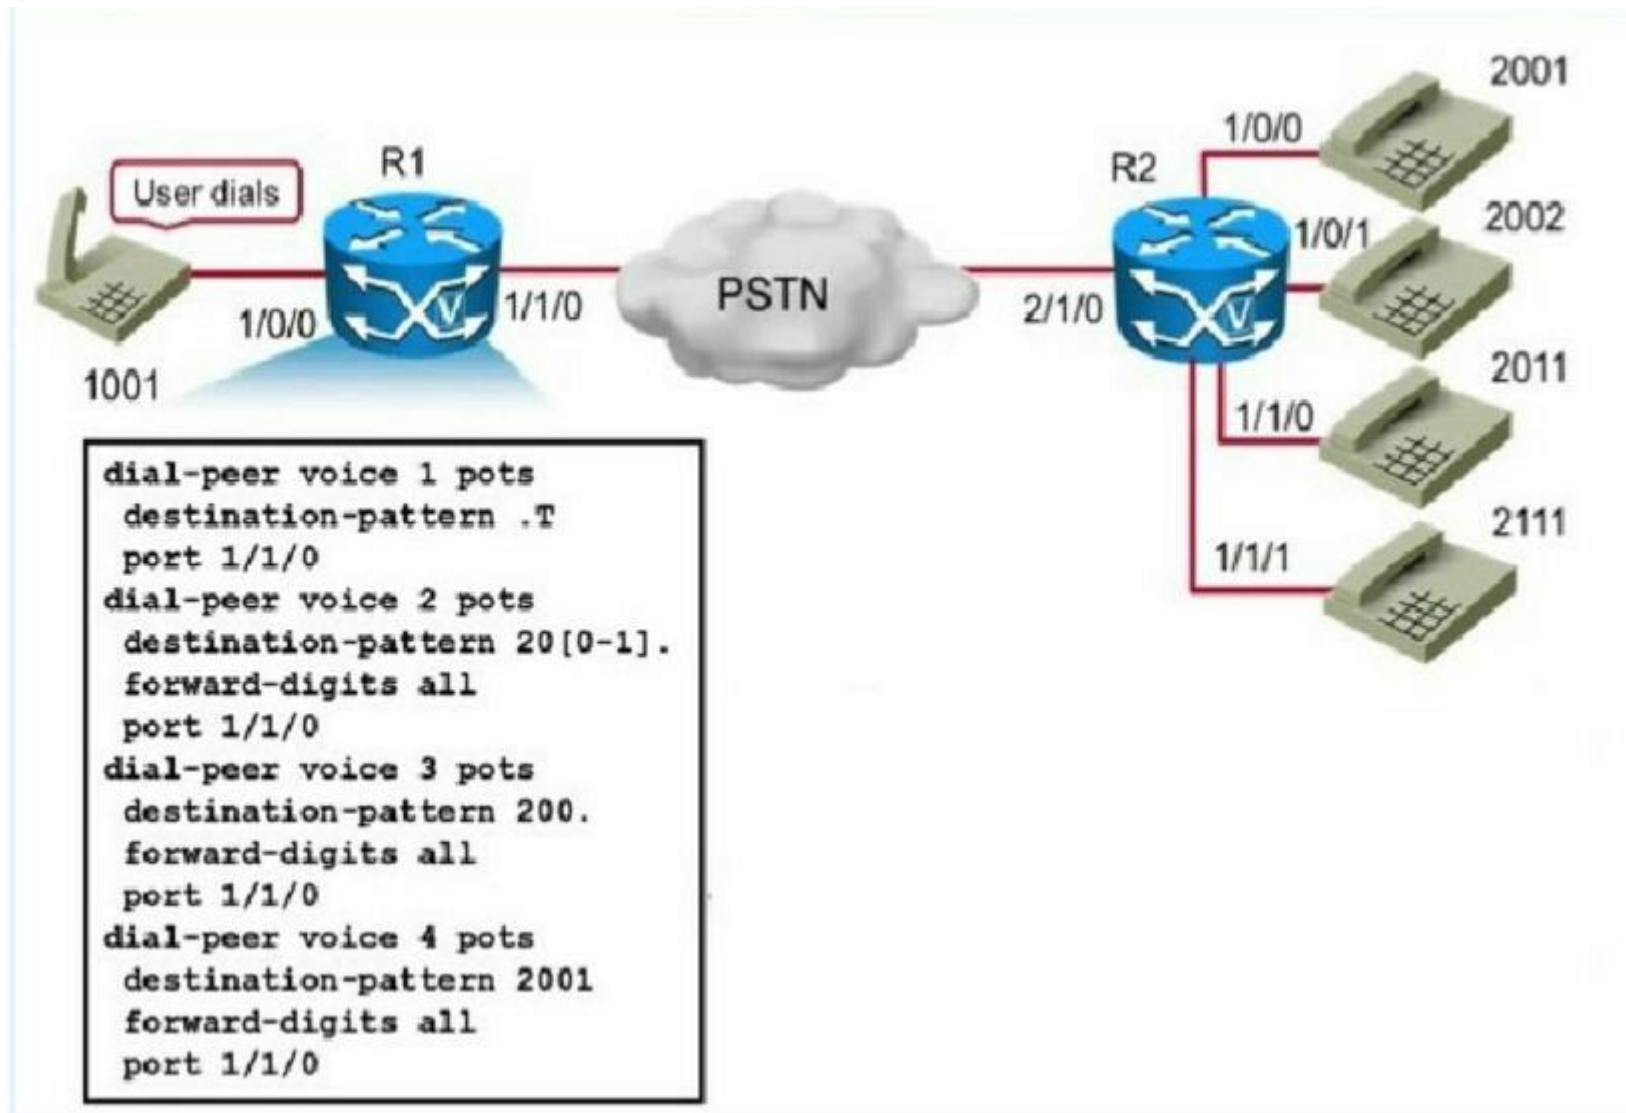 2001
1/0/0
R1
R2
User dials
2002
1/0/1
PSTN
1/0/0
1/1/0
2/1/0
V
V
1001
2011
1/1/0
2111
1/1/1
dial-peer voice 1 pots
destination-pattern .T
port 1/1/0
dial-peer voice 2 pots
destination-pattern 20[0-1].
forward-digits all
port 1/1/0
dial-peer voice 3 pots
destination-pattern 200.
forward-digits all
port 1/1/0
dial-peer voice 4 pots
destination-pattern 2001
forward-digits all
port 1/1/0